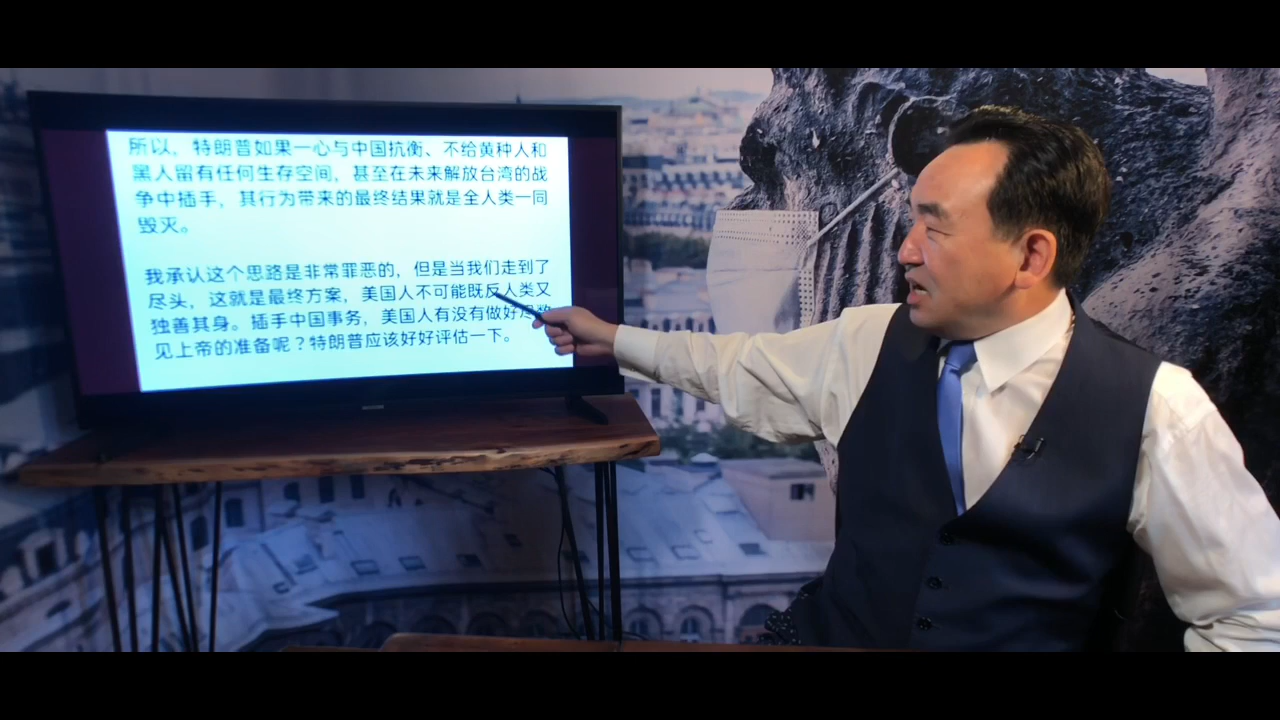 所以，特朗普如果一心与中国抗衡、不给黄种人和
黑人留有任何生存空间，甚至在未来解放台湾的战
争中插手，其行为带来的最终结果就是全人类一同
毁灭。
我承认这个思路是非常罪恶的，但是当我们走到了
尽头，这就是最终方案，美国人不可能既反人类又
独善其身。插手中国事务，美国人有没有做好
见上帝的准备呢？特朗普应该好好评估一下。